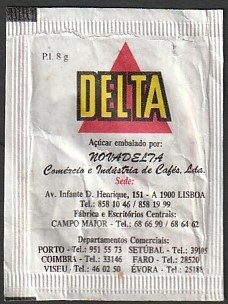 P.l. 8 g
DELTA
Açúcar embalado por:
NOVADELTA
Comércio e Indústria de Cafés, Lda.
Sede:
Av. Infante D. Henrique, 151 - A 1900 LISBOA
Tel.: 858 10 46 / 858 19 99
Fábrica e Escritórios Centrais:
CAMPO MAIOR - Tel.: 68 66 90 / 68 64 62
Departamentos Comerciais:
PORTO - Tel.: 951 55 73 SETÚBAL - Tel.:
COIMBRA - Tel.: 33146 FARO - Tel.: 28520
VISEU - Tel.: 46 02 50 ÉVORA - Tel.: